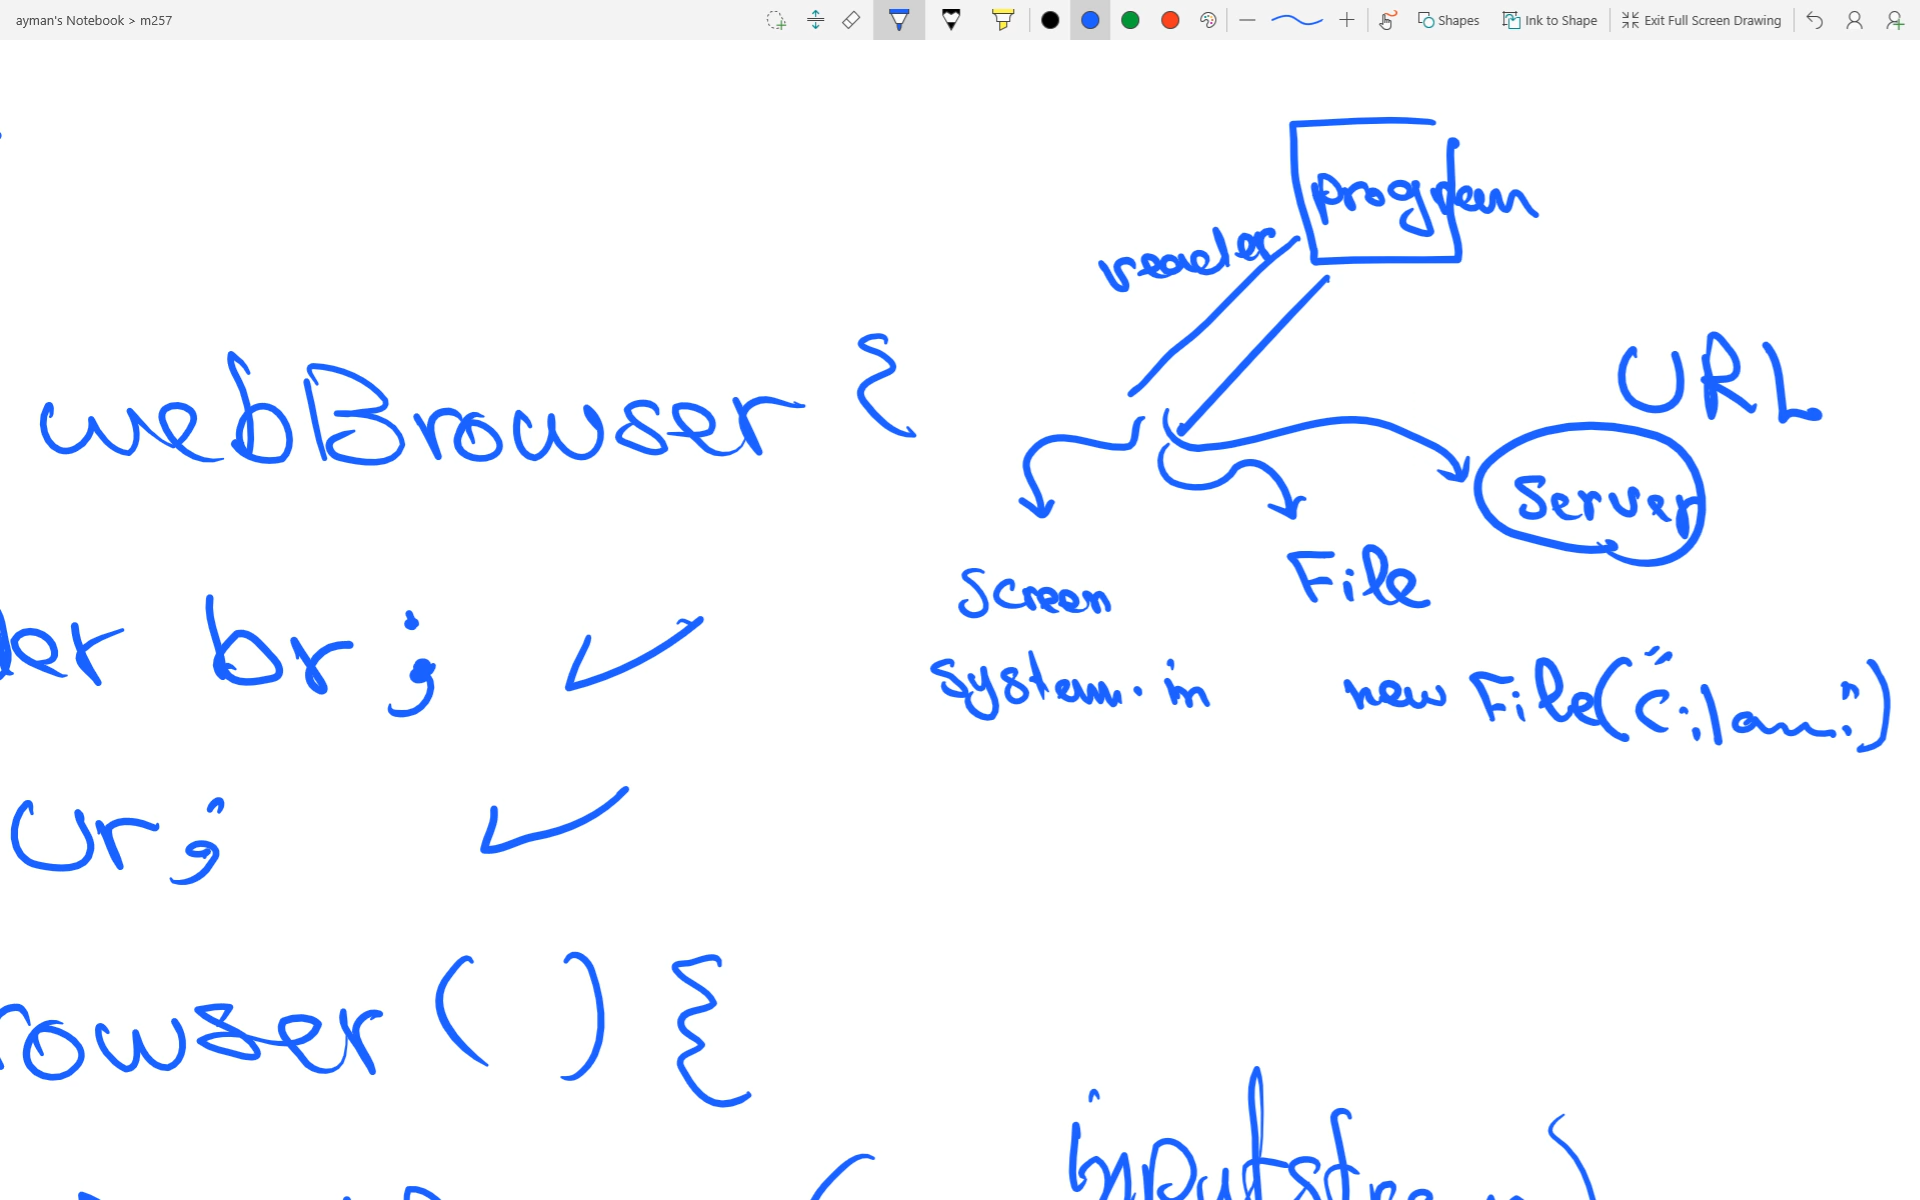 ayman's Notebook > m257
Shapes
Ink to Shape
Exit Full Screen Drawing
program
reader
URL
webBrowser {
Server
Screen
File
br ;
system.in
new File("C:\am.")
ur;
rowser ( ) {
inputstream )